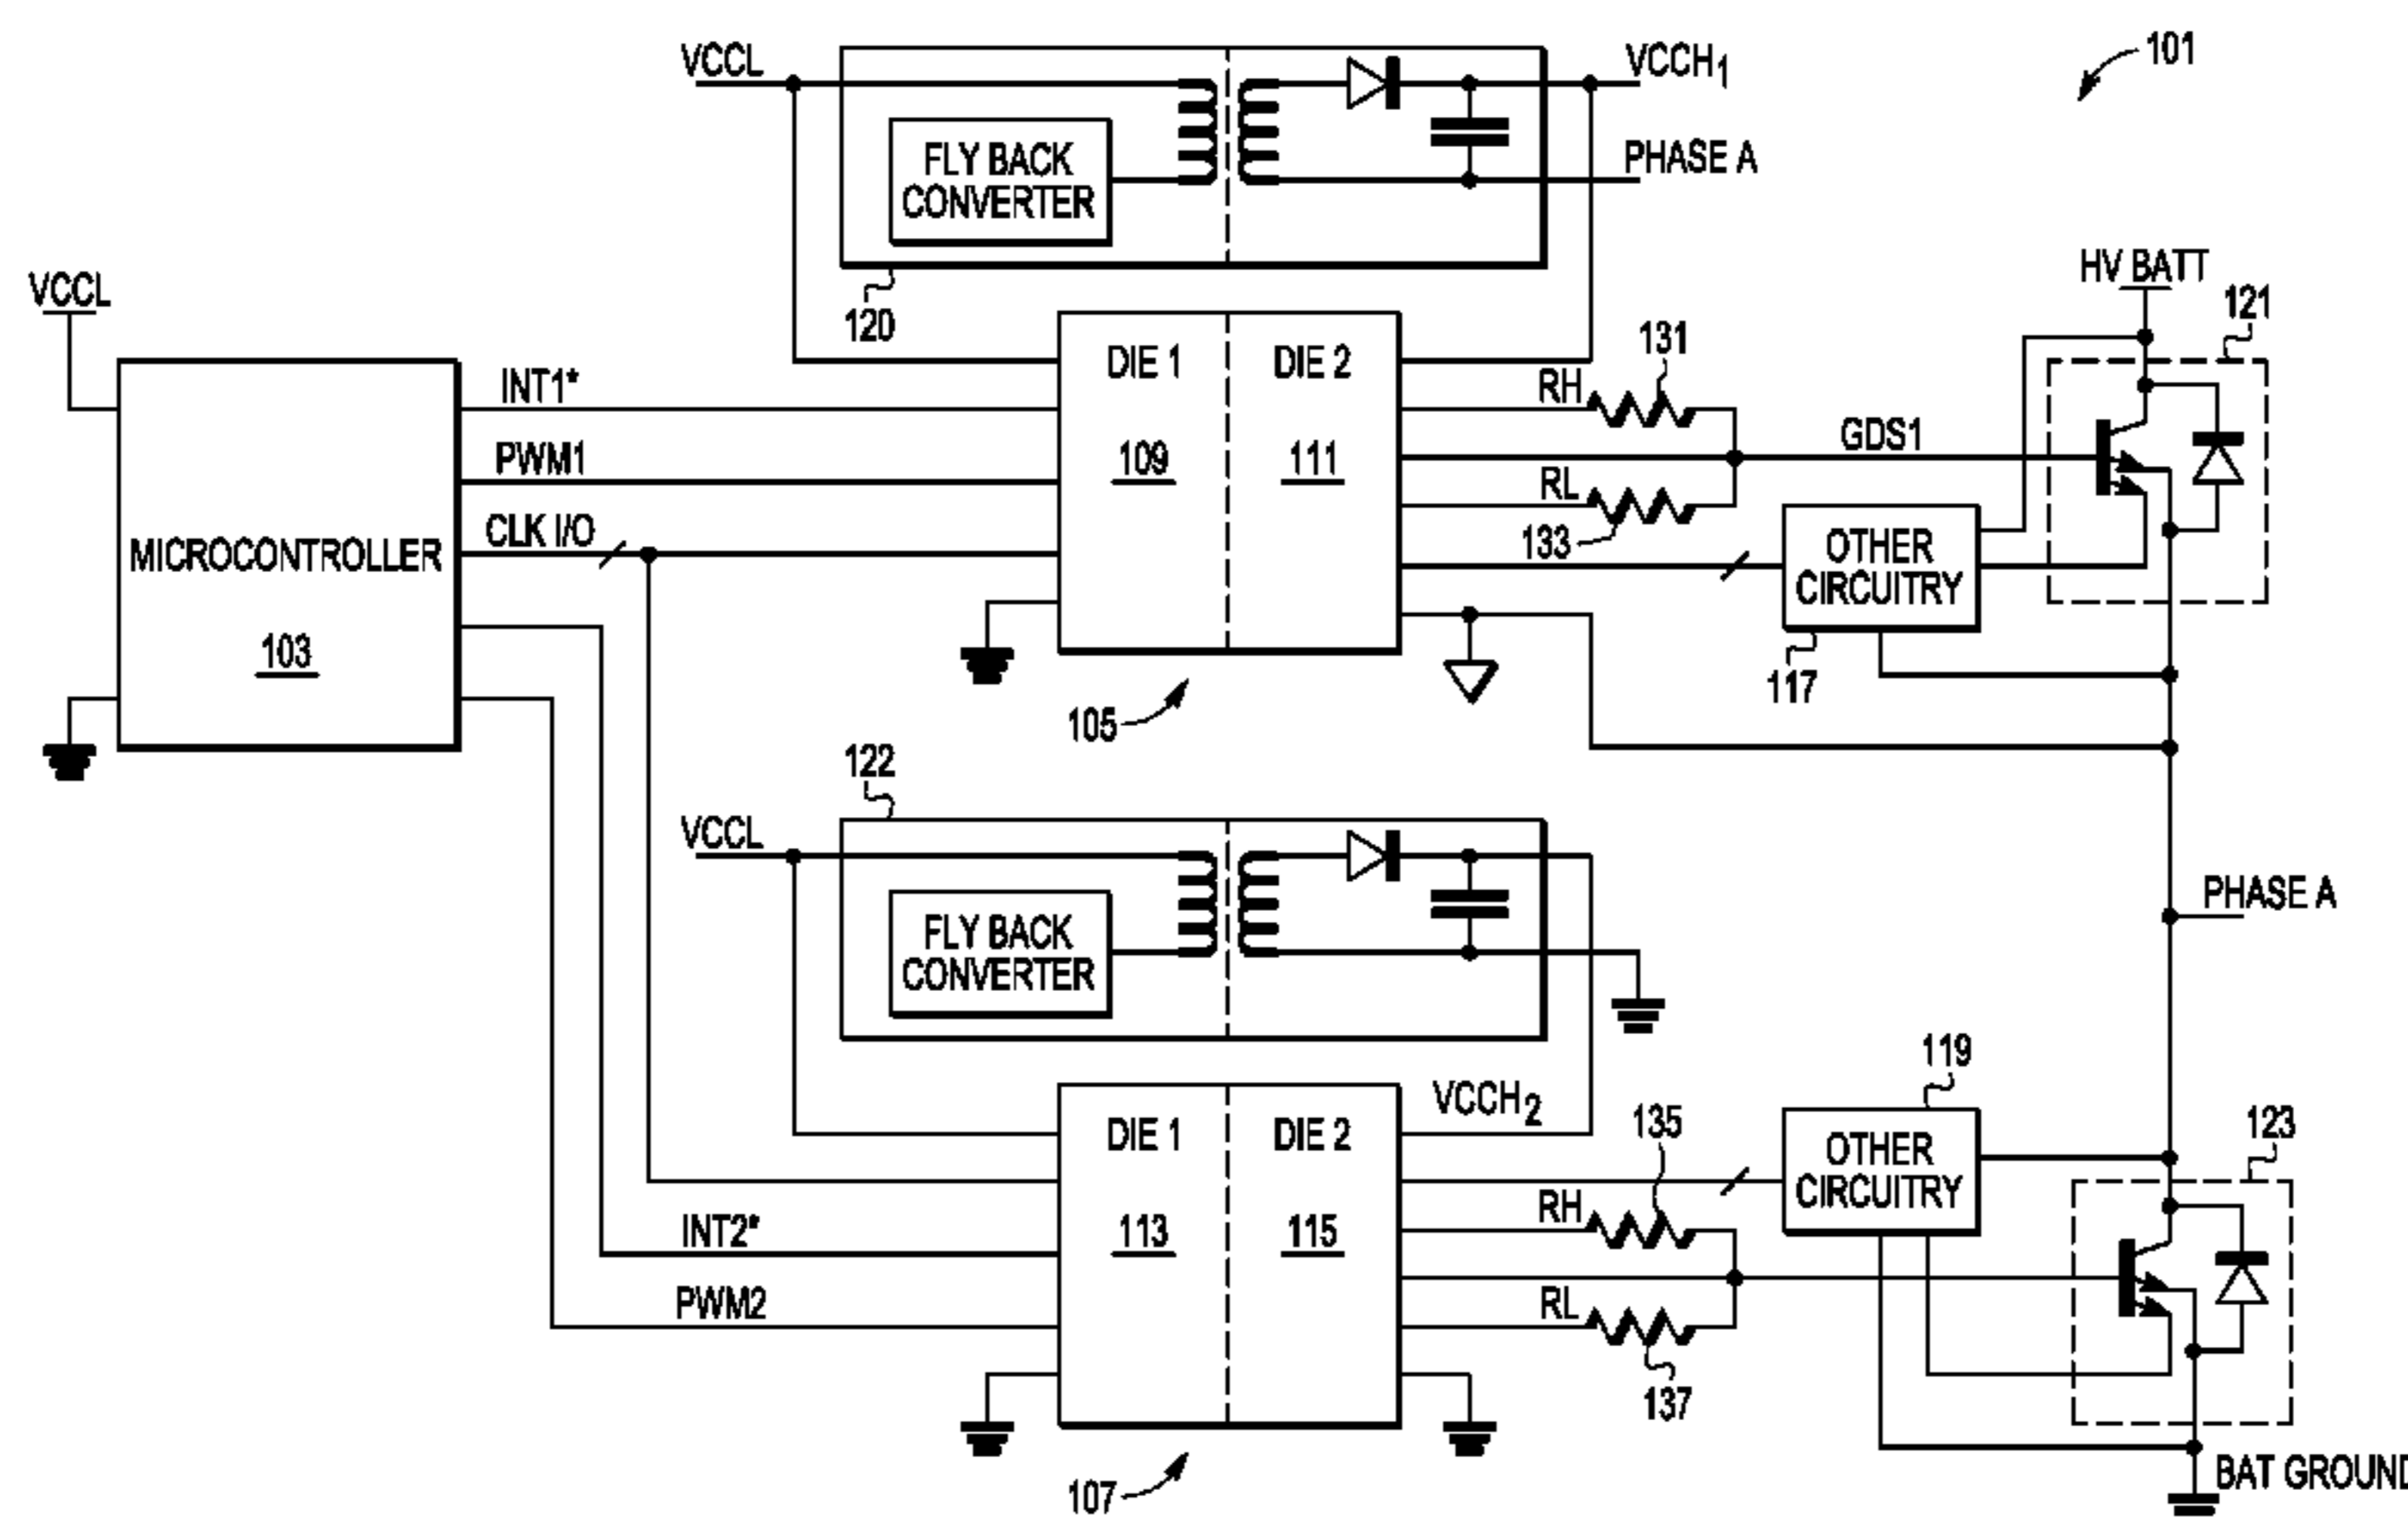 101
VCCL
VCCH1
PHASE A
FLY BACK
CONVERTER
120
VCCL
MICROCONTROLLER
103
INT1*
PWM1
CLK I/O
DIE 1
109
DIE 2
111
105
RH
131
RL
133
GDS1
HV BATT
121
OTHER
CIRCUITRY
117
122
VCCL
FLY BACK
CONVERTER
PHASE A
VCCH2
DIE 1
113
DIE 2
115
107
INT2*
PWM2
RH
135
RL
137
119
OTHER
CIRCUITRY
123
BAT GROUND